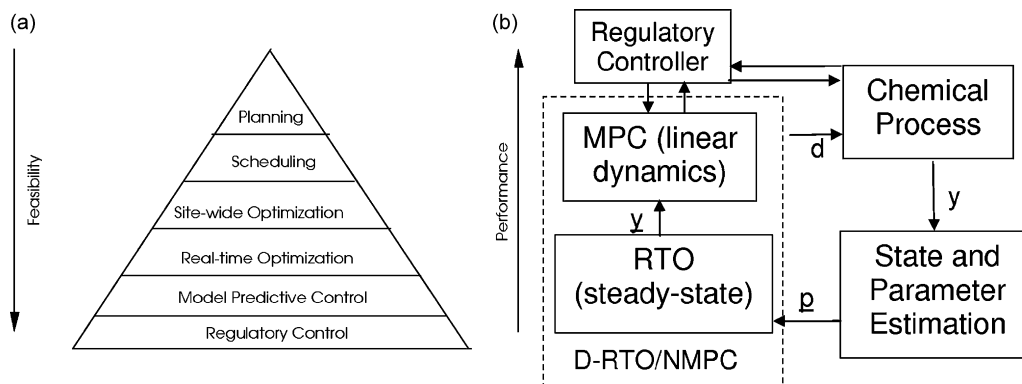 (a)
Feasibility
Planning
Scheduling
Site-wide Optimization
Real-time Optimization
Model Predictive Control
Regulatory Control
(b)
Performance
Regulatory
Controller
MPC (linear
dynamics)
y
RTO
(steady-state)
D-RTO/NMPC
Chemical
Process
d
y
State and
Parameter
Estimation
p